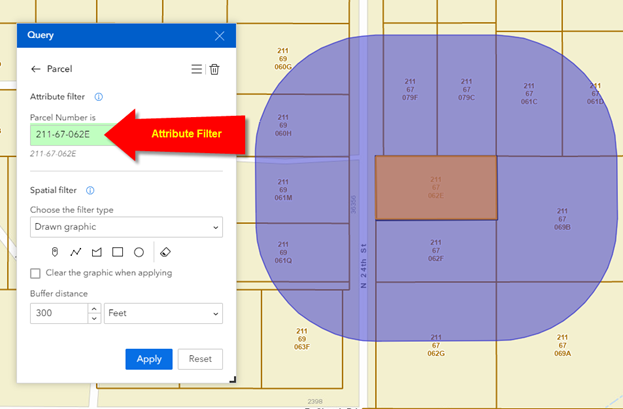 Query
Parcel
Attribute filter
Parcel Number is
211-67-062E
211-67-062E
Spatial filter
Choose the filter type
Drawn graphic
Clear the graphic when applying
Buffer distance
300
Feet
Apply
Reset
Attribute Filter
211
69
060G
211
69
060H
211
69
061M
211
69
061Q
211
69
063F
211
67
079F
211
67
079C
211
67
061C
211
67
061D
211
67
062E
211
67
062F
211
67
069B
211
67
062G
211
67
069A
N 24th St
2398